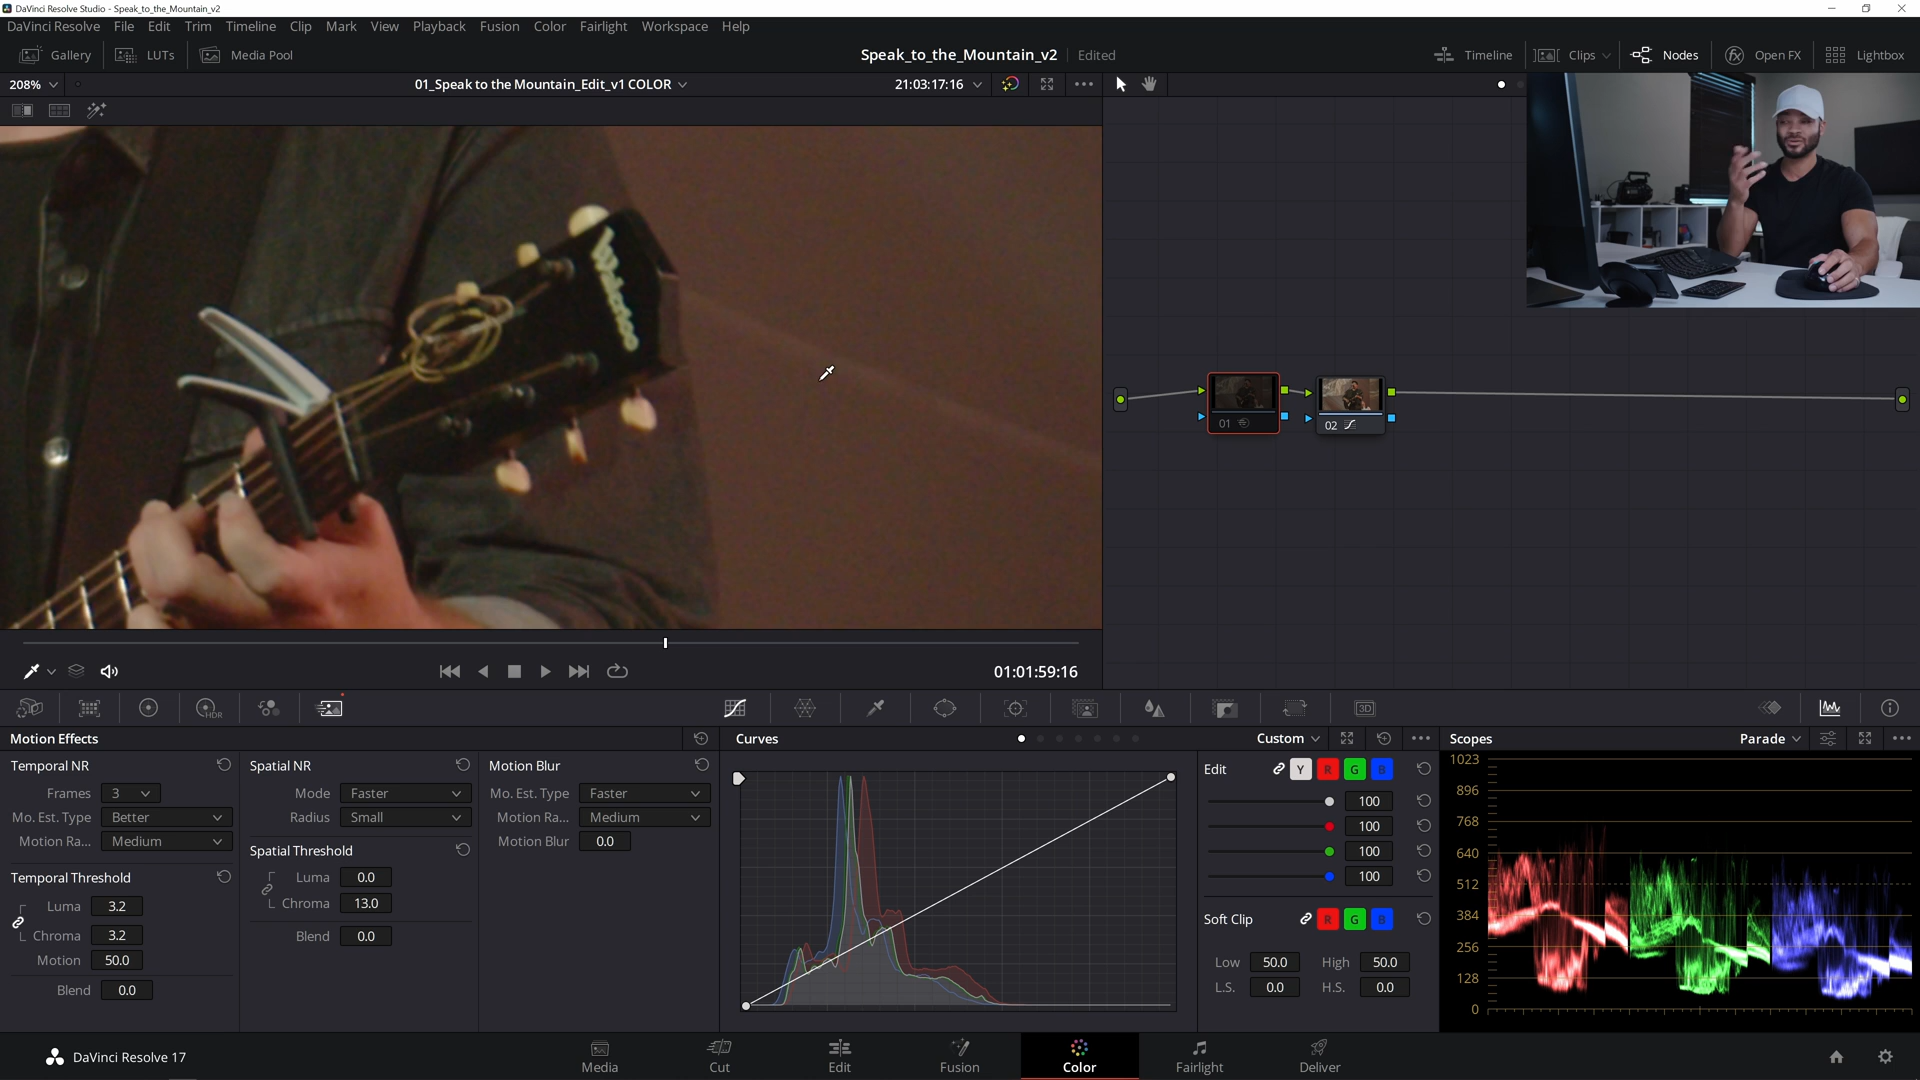 DaVinci Resolve Studio - Speak_to_the_Mountain_v2
DaVinci Resolve File Edit Trim Timeline Clip Mark View Playback Fusion Color Fairlight Workspace Help
Gallery LUTs Media Pool Speak_to_the_Mountain_v2 Edited Timeline Clips Nodes Open FX Lightbox
208% 01_Speak to the Mountain_Edit_v1 COLOR 21:03:17:16
01 02
01:01:59:16
HDR 3D
Motion Effects Curves Custom Scopes Parade
Temporal NR Spatial NR Motion Blur Edit Y R G B 1023
Frames 3 Mode Faster Mo. Est. Type Faster 100 896
Mo. Est. Type Better Radius Small Motion Ra... Medium 100 768
Motion Ra... Medium Spatial Threshold Motion Blur 0.0 100 640
Temporal Threshold Luma 0.0 100 512
Luma 3.2 Chroma 13.0 Soft Clip R G B 384
Chroma 3.2 Blend 0.0 256
Motion 50.0 Low 50.0 High 50.0 128
Blend 0.0 L.S. 0.0 H.S. 0.0 0
DaVinci Resolve 17 Media Cut Edit Fusion Color Fairlight Deliver